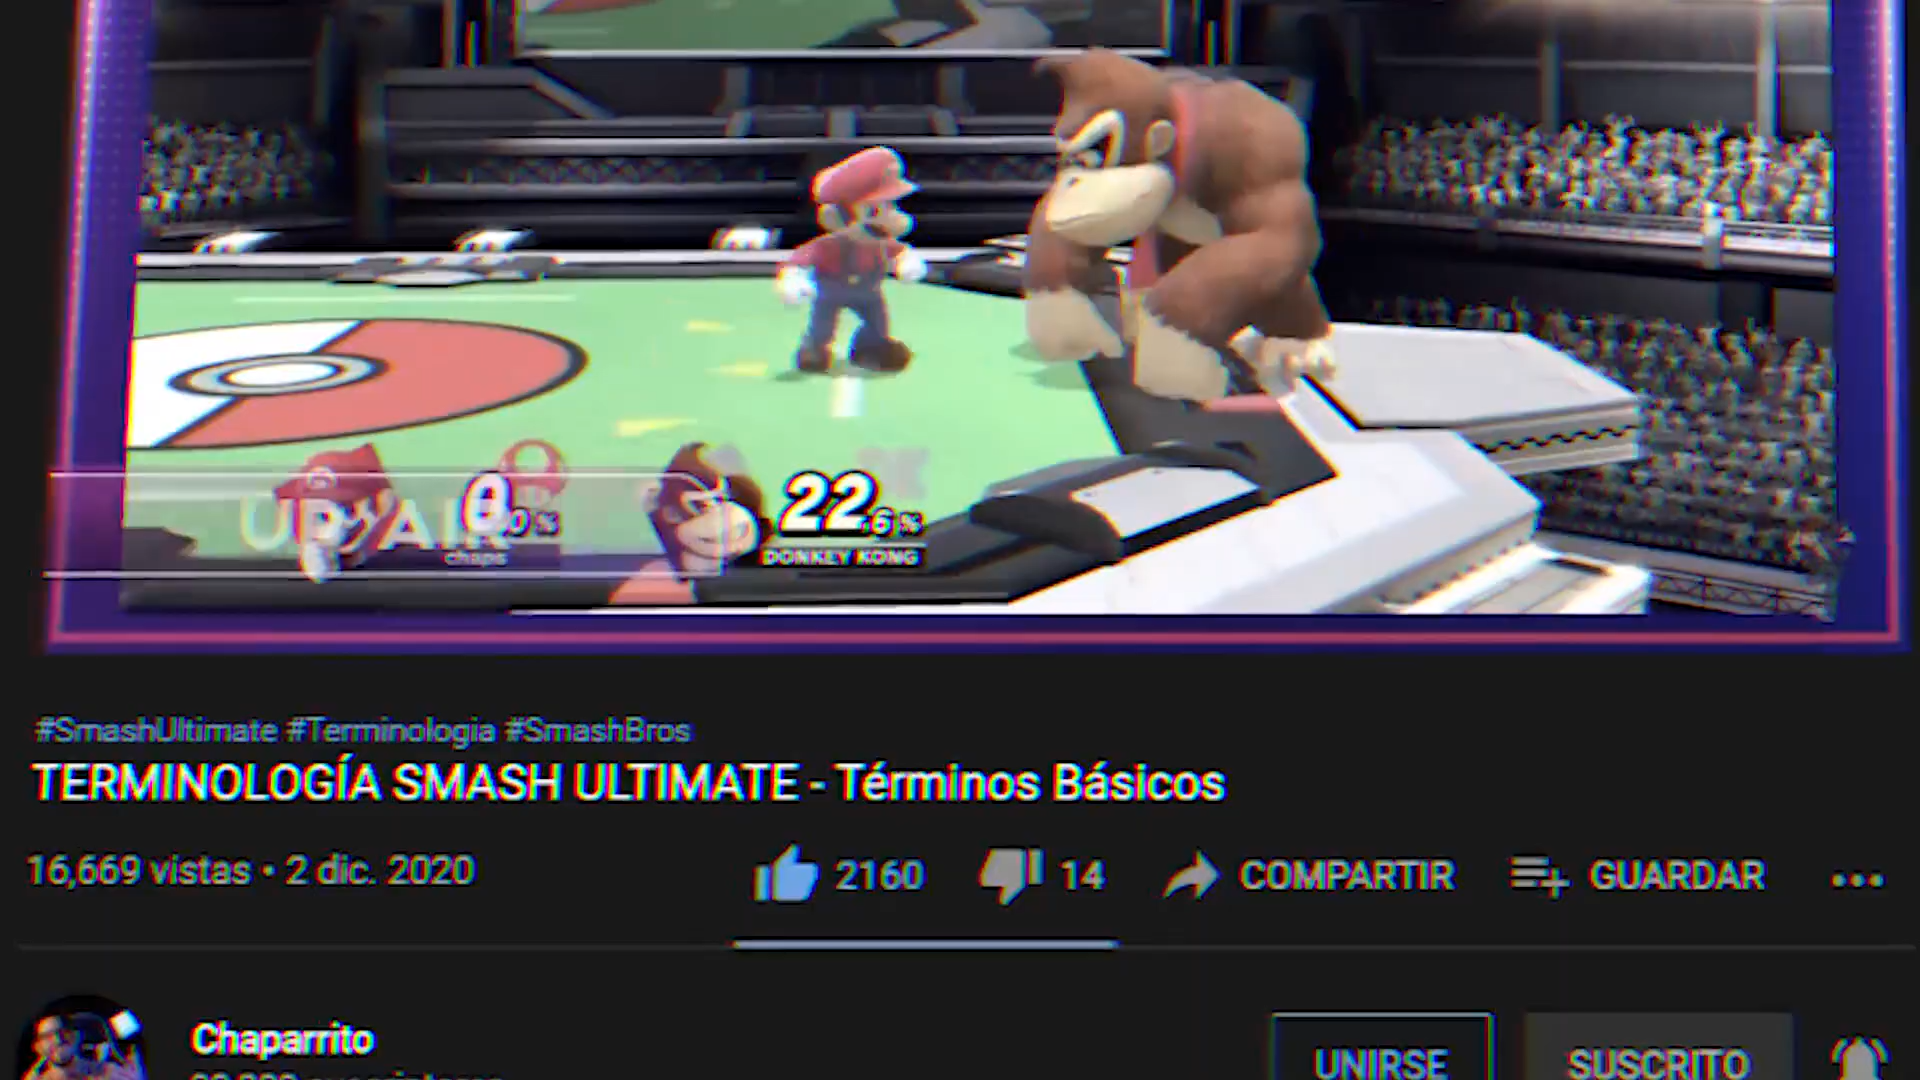 UP AIR
0.0%
chaps
22.6%
DONKEY KONG
#SmashUltimate #Terminologia #SmashBros
TERMINOLOGÍA SMASH ULTIMATE - Términos Básicos
16,669 vistas • 2 dic. 2020
2160
14
COMPARTIR
GUARDAR
Chaparrito
UNIRSE
SUSCRITO